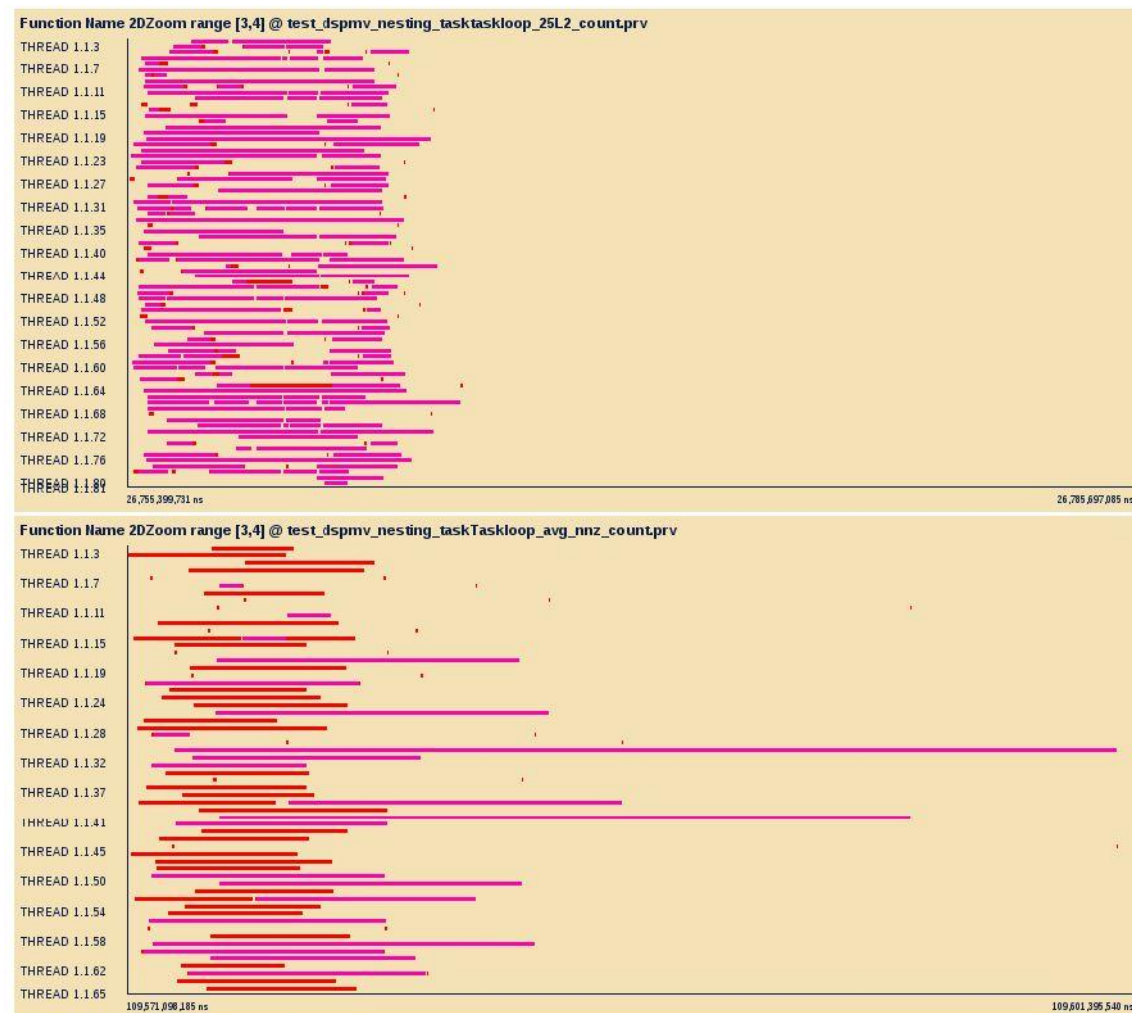 Function Name 2DZoom range [3,4] @ test_dspmv_nesting_tasktaskloop_25L2_count.prv
THREAD 1.1.3
THREAD 1.1.7
THREAD 1.1.11
THREAD 1.1.15
THREAD 1.1.19
THREAD 1.1.23
THREAD 1.1.27
THREAD 1.1.31
THREAD 1.1.35
THREAD 1.1.40
THREAD 1.1.44
THREAD 1.1.48
THREAD 1.1.52
THREAD 1.1.56
THREAD 1.1.60
THREAD 1.1.64
THREAD 1.1.68
THREAD 1.1.72
THREAD 1.1.76
THREAD 1.1.80
THREAD 1.1.81
26,755,399,731 ns
26,785,697,085 ns
Function Name 2DZoom range [3,4] @ test_dspmv_nesting_taskTaskloop_avg_nnz_count.prv
THREAD 1.1.3
THREAD 1.1.7
THREAD 1.1.11
THREAD 1.1.15
THREAD 1.1.19
THREAD 1.1.24
THREAD 1.1.28
THREAD 1.1.32
THREAD 1.1.37
THREAD 1.1.41
THREAD 1.1.45
THREAD 1.1.50
THREAD 1.1.54
THREAD 1.1.58
THREAD 1.1.62
THREAD 1.1.65
109,571,098,185 ns
109,601,395,540 ns